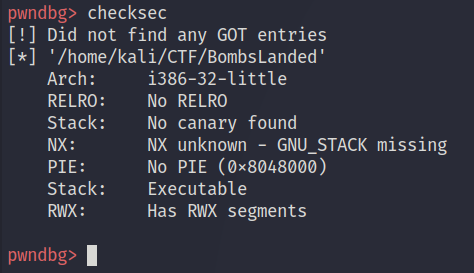 pwndbg> checksec
[!] Did not find any GOT entries
[*] '/home/kali/CTF/BombsLanded'
    Arch:     i386-32-little
    RELRO:    No RELRO
    Stack:    No canary found
    NX:       NX unknown - GNU_STACK missing
    PIE:      No PIE (0x8048000)
    Stack:    Executable
    RWX:      Has RWX segments
pwndbg>